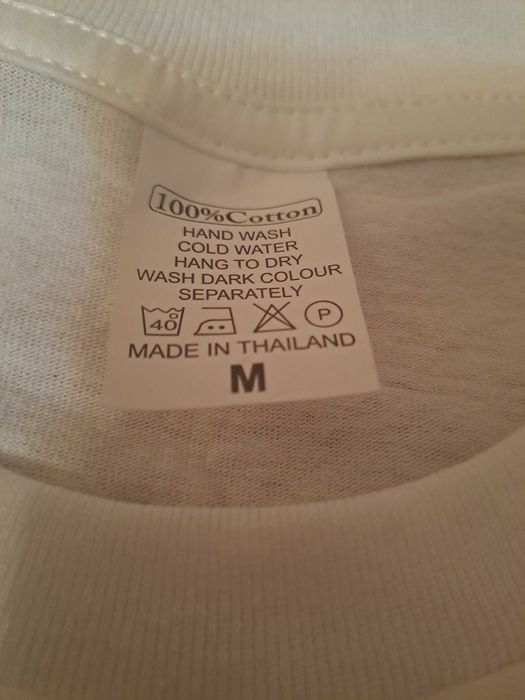 100%Cotton
HAND WASH
COLD WATER
HANG TO DRY
WASH DARK COLOUR
SEPARATELY
40° P
MADE IN THAILAND
M